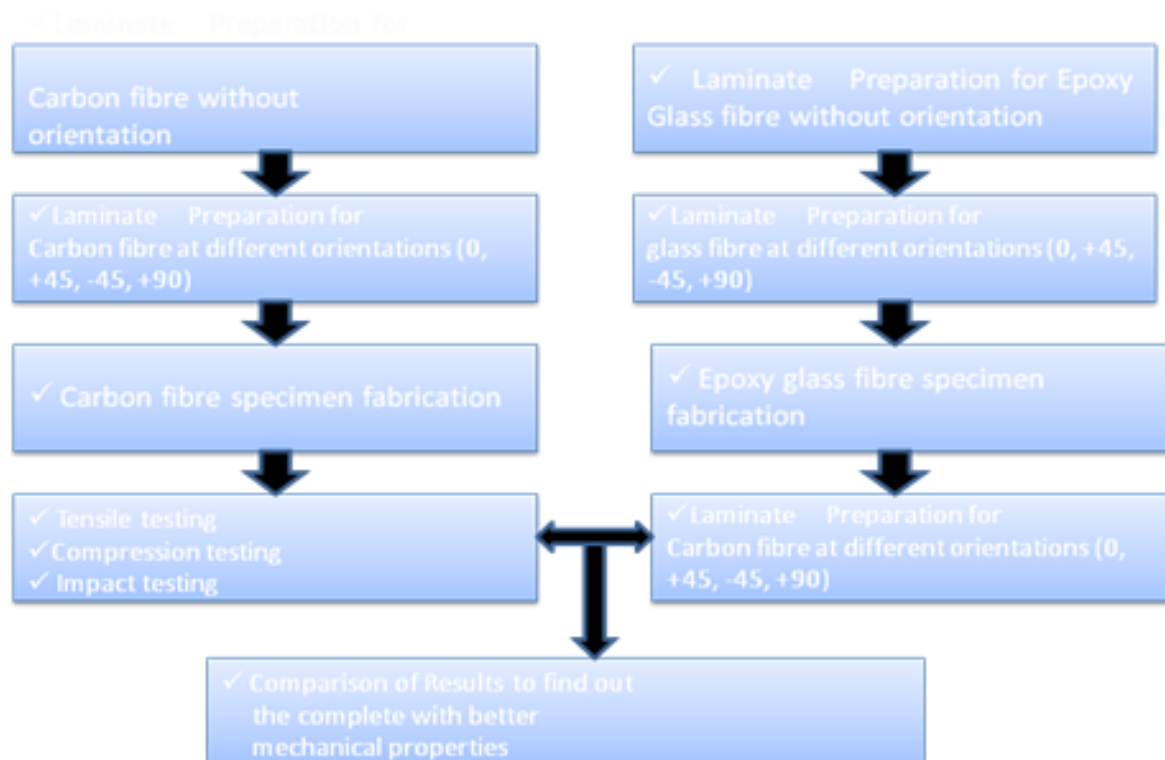 ✓Laminate Preparation for
Carbon fibre without
orientation
✓ Laminate Preparation for Epoxy
Glass fibre without orientation
✓Laminate Preparation for
Carbon fibre at different orientations (0,
+45, -45, +90)
✓Laminate Preparation for
glass fibre at different orientations (0, +45,
-45, +90)
✓ Carbon fibre specimen fabrication
✓ Epoxy glass fibre specimen
fabrication
✓ Tensile testing
✓Compression testing
✓ Impact testing
✓Laminate Preparation for
Carbon fibre at different orientations (0,
+45, -45, +90)
✓ Comparison of Results to find out
the complete with better
mechanical properties